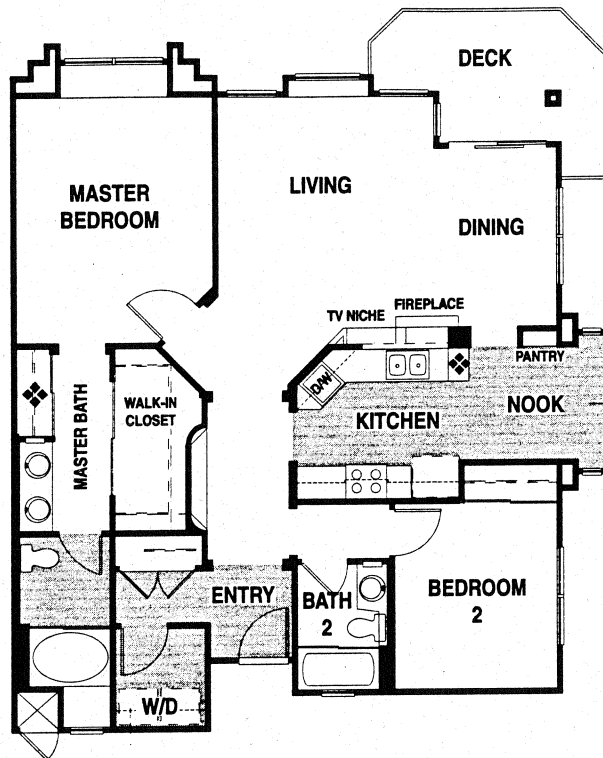 DECK
MASTER
BEDROOM
LIVING
DINING
TV NICHE
FIREPLACE
PANTRY
D/W
MASTER BATH
WALK-IN
CLOSET
KITCHEN
NOOK
ENTRY
BATH
2
BEDROOM
2
W/D